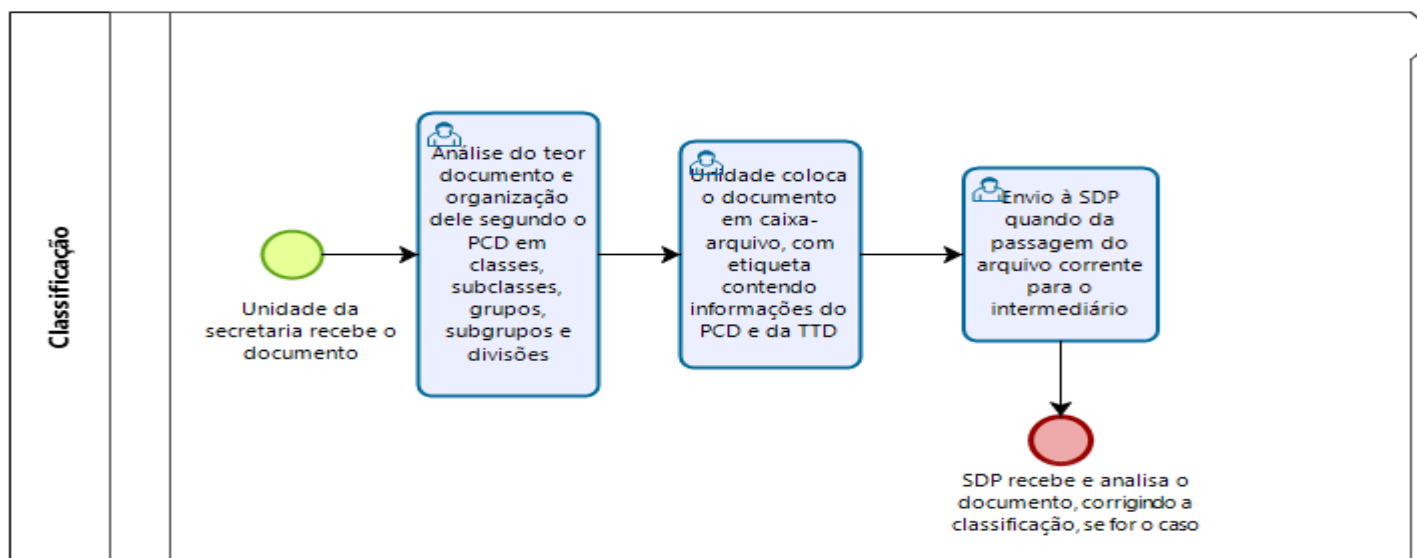 Classificação
Unidade da
secretaria recebe o
documento
Análise do teor
documento e
organização
dele segundo o
PCD em
classes,
subclasses,
grupos,
subgrupos e
divisões
Unidade coloca
o documento
em caixa-
arquivo, com
etiqueta
contendo
informações do
PCD e da TTD
Envio à SDP
quando da
passagem do
arquivo corrente
para o
intermediário
SDP recebe e analisa o
documento, corrigindo a
classificação, se for o caso